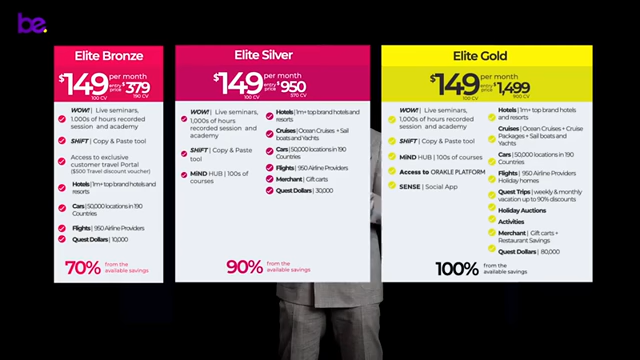 be.
Elite Bronze
$149 per month
100 CV
entry price $379
190 CV
WOW! | Live seminars,
1,000s of hours
recorded session and academy
SHiFT | Copy & Paste tool
Access to exclusive
customer travel Portal
($500 Travel discount voucher)
Hotels | 1m+ top brand hotels and
resorts
Cars | 50,000 locations in 190
Countries
Flights | 950 Airline Providers
Quest Dollars | 10,000
70% from the
available savings
Elite Silver
$149 per month
100 CV
entry price $950
570 CV
WOW! | Live seminars,
1,000s of hours
recorded session and
academy
SHiFT | Copy & Paste
tool
MiND HUB | 100s of
courses
Hotels | 1m+ top brand hotels and
resorts
Cruises | Ocean Cruises + Sail
boats and Yachts
Cars | 50,000 locations in 190
Countries
Flights | 950 Airline Providers
Merchant | Gift carts
Quest Dollars | 30,000
90% from the
available savings
Elite Gold
$149 per month
100 CV
entry price $1,499
900 CV
WOW! | Live seminars,
1,000s of hours recorded
session and academy
SHiFT | Copy & Paste tool
MiND HUB | 100s of courses
Access to ORAKLE PLATFORM
SENSE | Social App
Hotels | 1m+ top brand hotels
and resorts
Cruises | Ocean Cruises + Cruise
Packages + Sail boats and
Yachts
Cars | 50,000 locations in 190
Countries
Flights | 950 Airline Providers
Holiday homes
Quest Trips | weekly & monthly
vacation up to 90% discounts
Holiday Auctions
Activities
Merchant | Gift carts +
Restaurant Savings
Quest Dollars | 80,000
100% from the
available savings